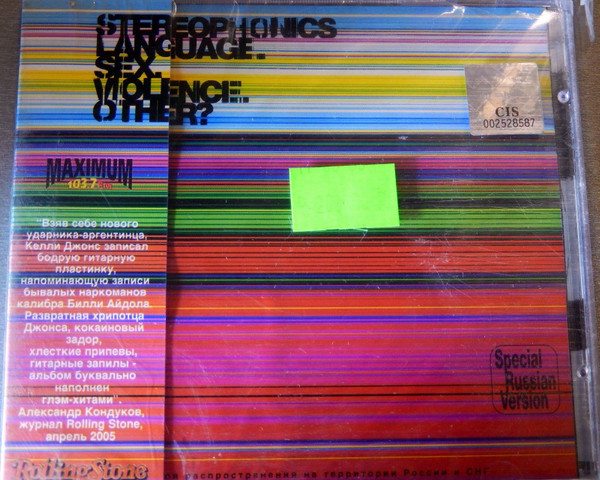 STEREOPHONICS
LANGUAGE.
SEX.
VIOLENCE.
OTHER?
CIS
002528587
MAXIMUM
103.7 FM
"Взяв себе нового
ударника-аргентинца,
Келли Джонс записал
бодрую гитарную
пластинку,
напоминающую записи
бывалых наркоманов
калибра Билли Айдола.
Развратная хрипотца
Джонса, кокаиновый
задор,
хлесткие припевы,
гитарные запилы -
альбом буквально
наполнен
глэм-хитами".
Александр Кондуков,
журнал Rolling Stone,
апрель 2005
Special
Russian
Version
Rolling Stone
распространения на территории России и СНГ